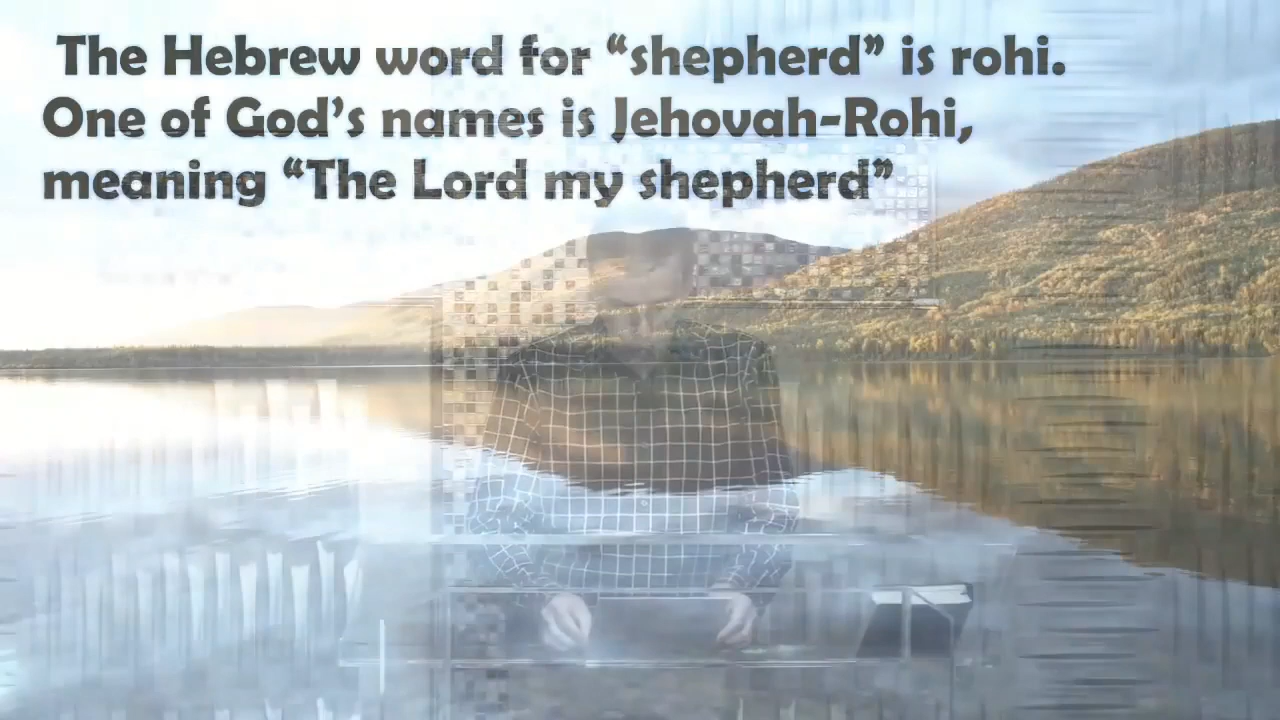 The Hebrew word for “shepherd” is rohi.
One of God’s names is Jehovah-Rohi,
meaning “The Lord my shepherd”